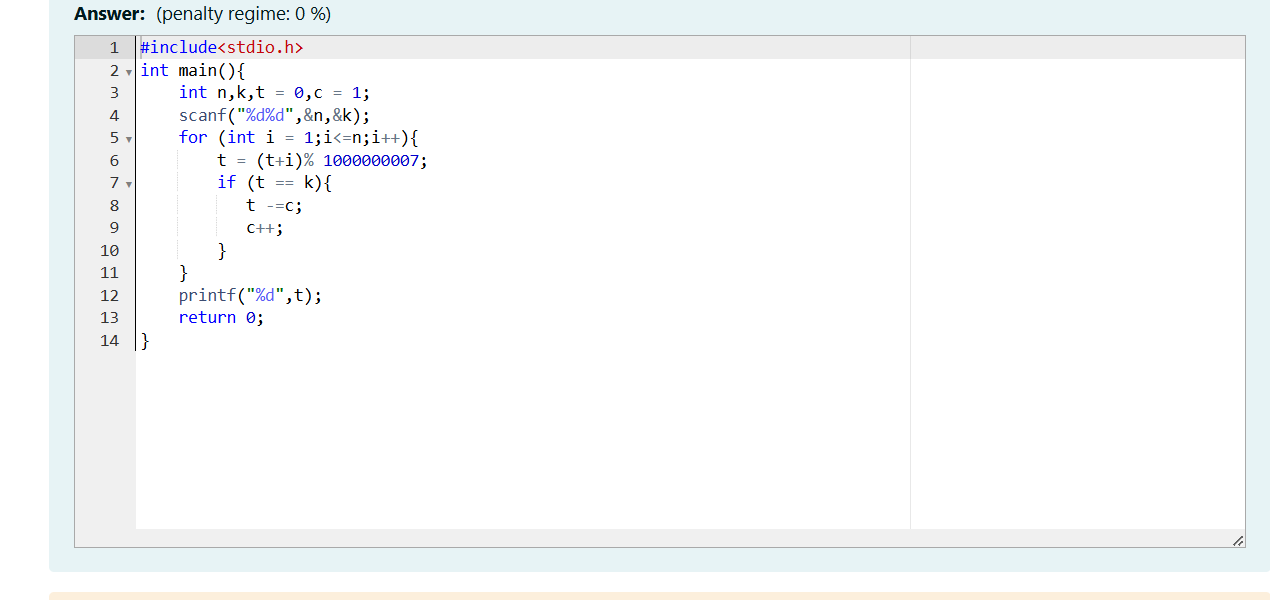 Answer: (penalty regime: 0 %)
1 #include<stdio.h>
2 int main(){
3 int n,k,t = 0,c = 1;
4 scanf("%d%d",&n,&k);
5 for (int i = 1;i<=n;i++){
6 t = (t+i)% 1000000007;
7 if (t == k){
8 t -=c;
9 c++;
10 }
11 }
12 printf("%d",t);
13 return 0;
14 }